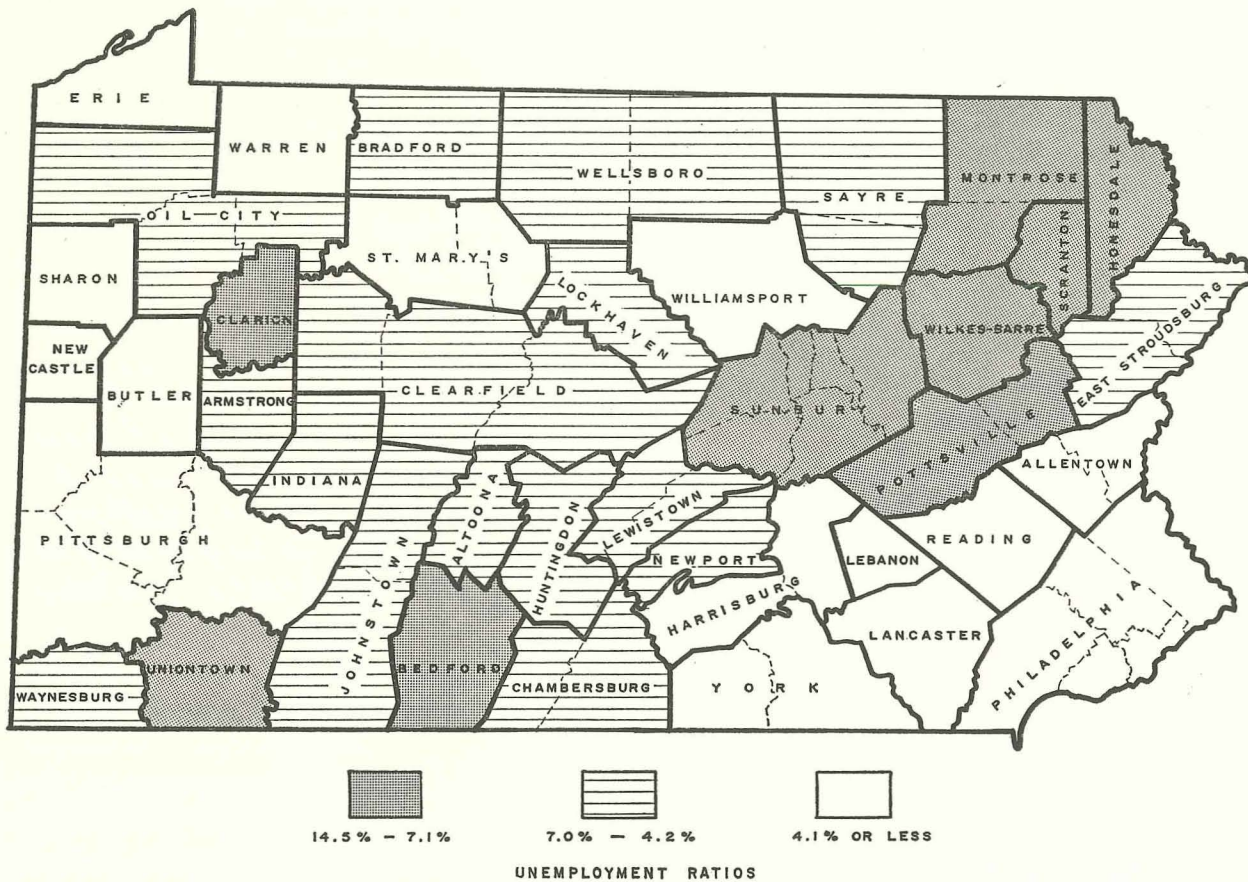 ERIE
WARREN
BRADFORD
WELLSBORO
SAYRE
MONTROSE
HONESDALE
OIL CITY
SCRANTON
SHARON
ST. MARY'S
LOCKHAVEN
WILLIAMSPORT
CLARION
WILKES-BARRE
EAST STROUDSBURG
NEW
CASTLE
BUTLER
ARMSTRONG
CLEARFIELD
SUNBURY
POTTSVILLE
ALLENTOWN
INDIANA
ALTOONA
HUNTINGDON
LEWISTOWN
PITTSBURGH
NEWPORT
LEBANON
READING
JOHNSTOWN
HARRISBURG
LANCASTER
PHILADELPHIA
UNIONTOWN
BEDFORD
WAYNESBURG
CHAMBERSBURG
YORK
14.5% - 7.1%
7.0% - 4.2%
4.1% OR LESS
UNEMPLOYMENT RATIOS